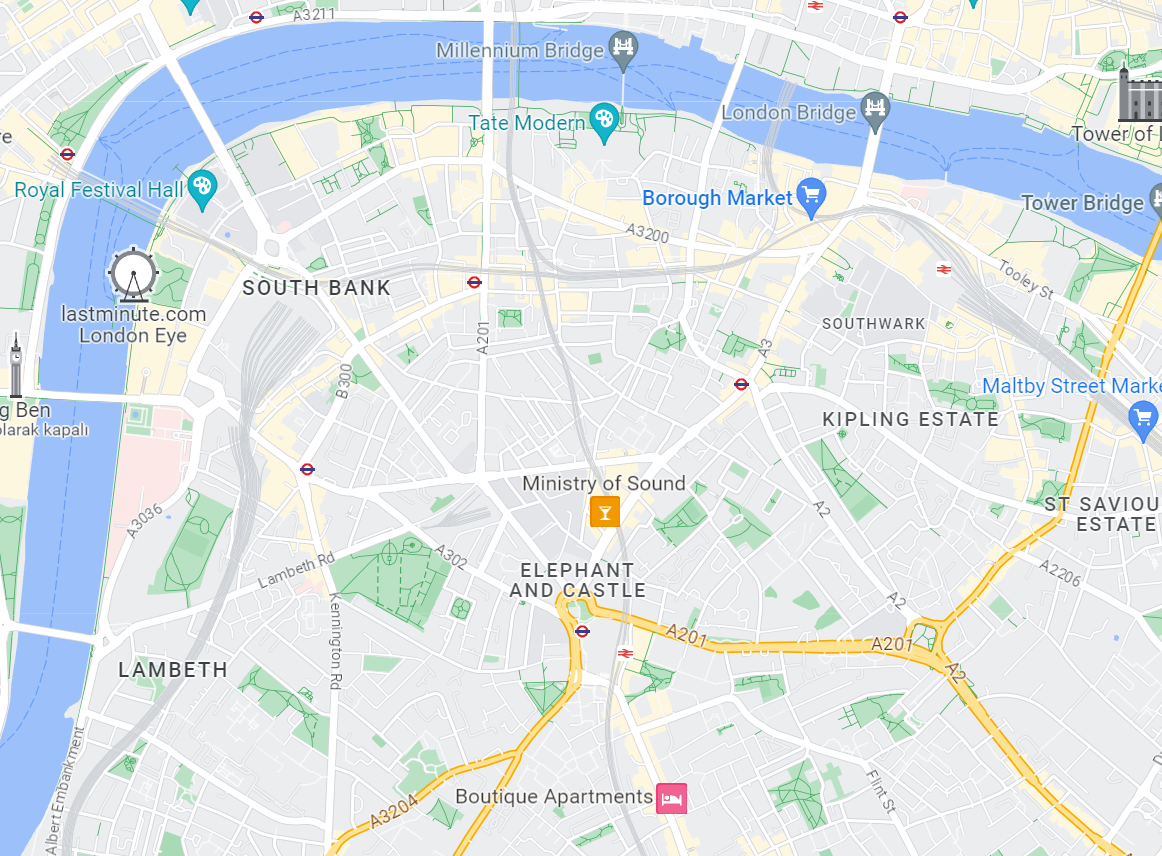 A3211
Millennium Bridge
London Bridge
Tate Modern
Tower of
Royal Festival Hall
Borough Market
Tower Bridge
A3200
Tooley St
SOUTH BANK
lastminute.com
London Eye
SOUTHWARK
A201
A3
B300
Maltby Street Marke
g Ben
olarak kapalı
KIPLING ESTATE
Ministry of Sound
A2
ST SAVIOU
ESTATE
A3036
A302
Lambeth Rd
ELEPHANT
AND CASTLE
A2206
A2
Kennington Rd
A201
A201
A2
LAMBETH
Albert Embankment
Boutique Apartments
A3204
Flint St